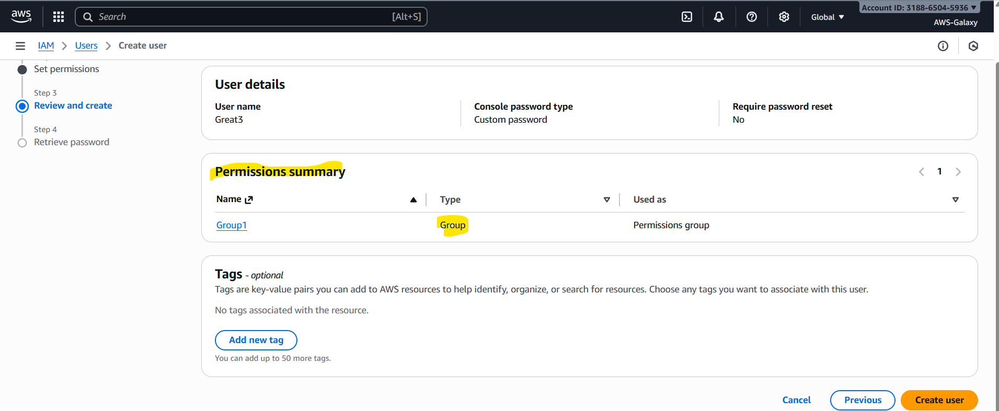 aws
Search [Alt+S]
Global
Account ID: 3188-6504-5936
AWS-Galaxy
IAM > Users > Create user
Set permissions
Step 3
Review and create
Step 4
Retrieve password
User details
User name
Great3
Console password type
Custom password
Require password reset
No
Permissions summary
1
Name Type Used as
Group1 Group Permissions group
Tags - optional
Tags are key-value pairs you can add to AWS resources to help identify, organize, or search for resources. Choose any tags you want to associate with this user.
No tags associated with the resource.
Add new tag
You can add up to 50 more tags.
Cancel Previous Create user